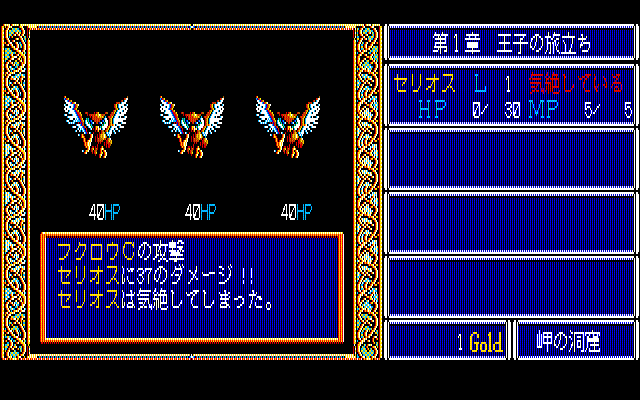 第1章 王子の旅立ち
セリオス L 1 気絶している
HP 0/ 30 MP 5/ 5
40HP 40HP 40HP
フクロウCの攻撃
セリオスに37のダメージ !!
セリオスは気絶してしまった。
1 Gold 岬の洞窟